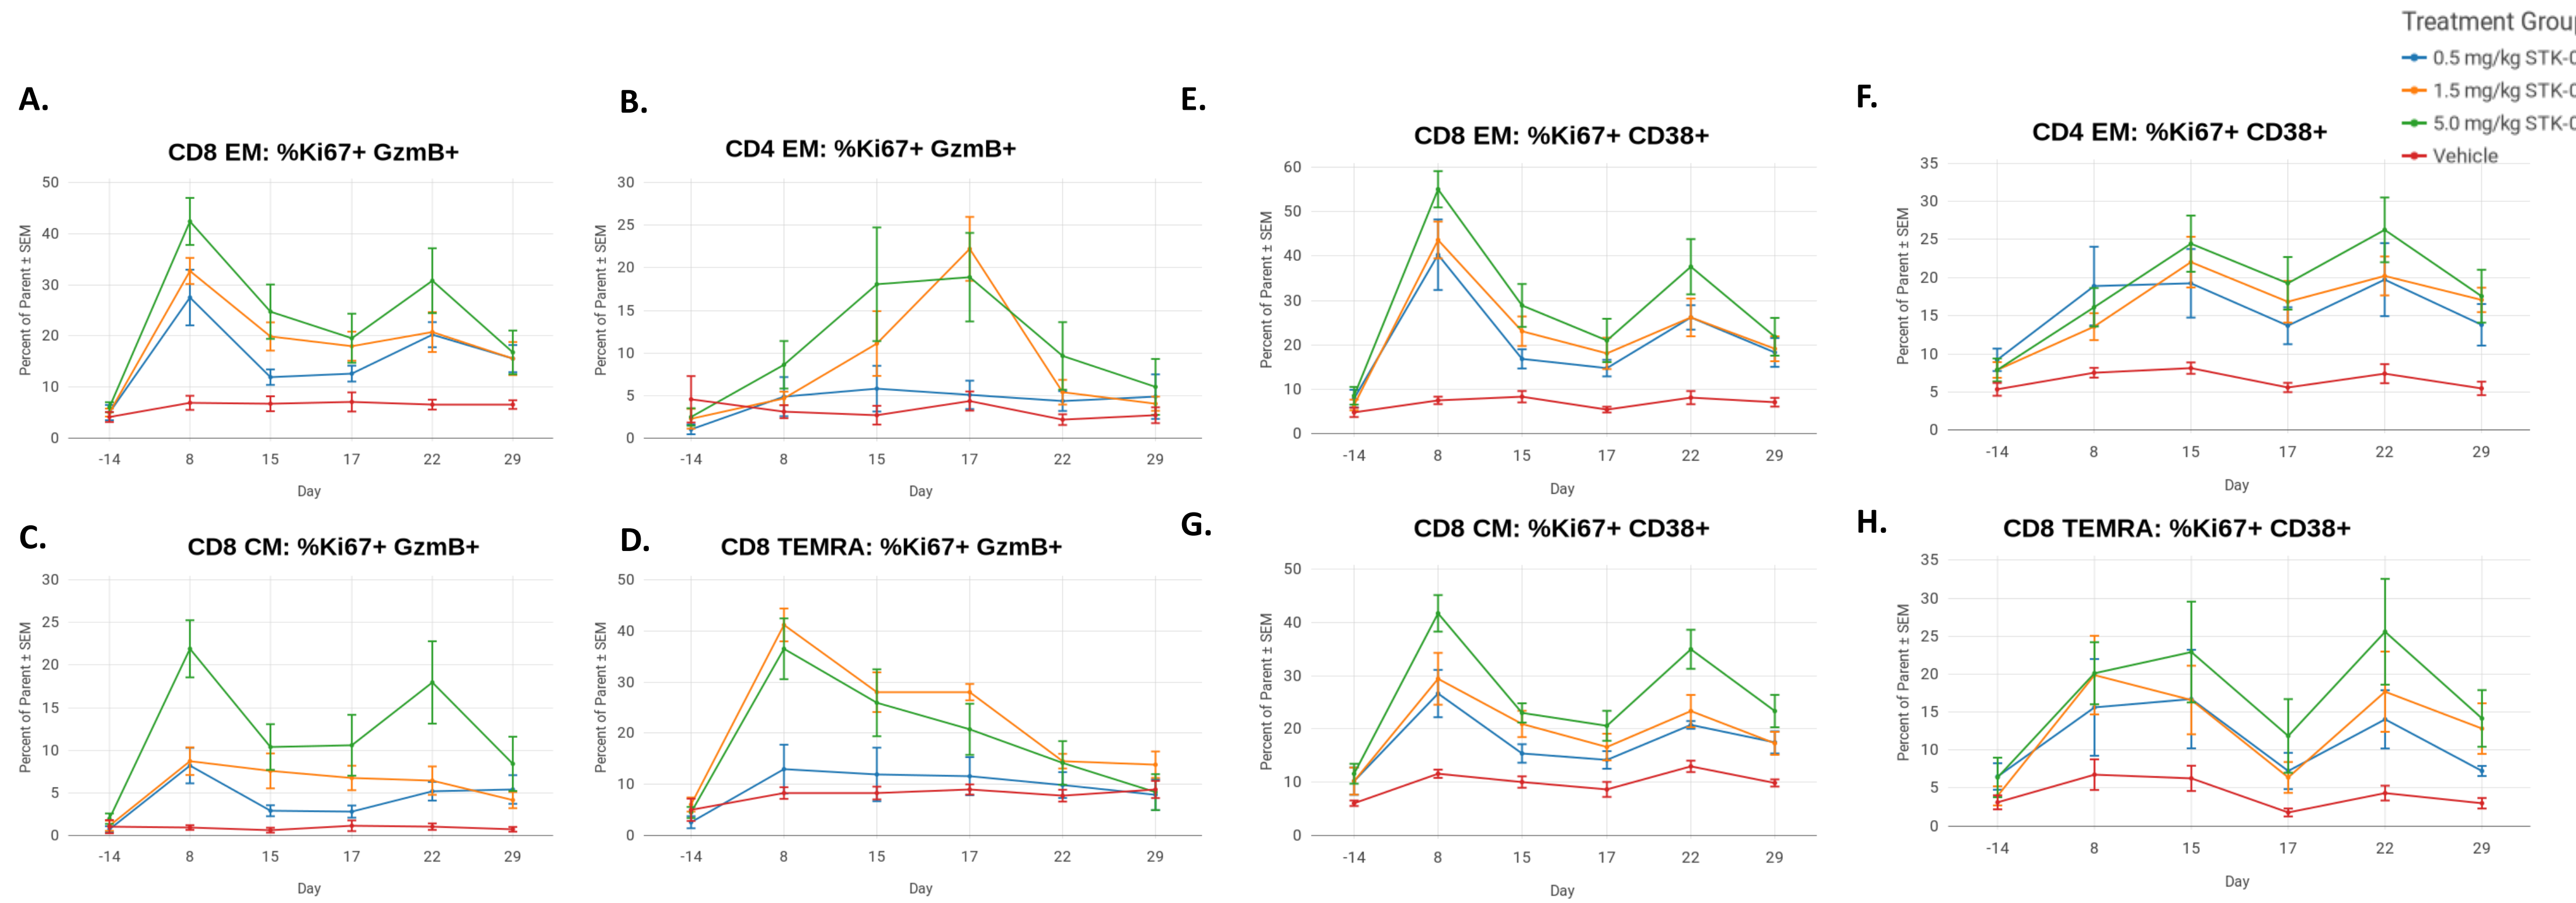 Treatment Group
0.5 mg/kg STK-0
1.5 mg/kg STK-0
5.0 mg/kg STK-0
Vehicle
A.
CD8 EM: %Ki67+ GzmB+
Percent of Parent ± SEM
50
40
30
20
10
0
-14 8 15 17 22 29
Day
B.
CD4 EM: %Ki67+ GzmB+
Percent of Parent ± SEM
30
25
20
15
10
5
0
-14 8 15 17 22 29
Day
C.
CD8 CM: %Ki67+ GzmB+
Percent of Parent ± SEM
30
25
20
15
10
5
0
-14 8 15 17 22 29
Day
D.
CD8 TEMRA: %Ki67+ GzmB+
Percent of Parent ± SEM
50
40
30
20
10
0
-14 8 15 17 22 29
Day
E.
CD8 EM: %Ki67+ CD38+
Percent of Parent ± SEM
60
50
40
30
20
10
0
-14 8 15 17 22 29
Day
F.
CD4 EM: %Ki67+ CD38+
Percent of Parent ± SEM
35
30
25
20
15
10
5
0
-14 8 15 17 22 29
Day
G.
CD8 CM: %Ki67+ CD38+
Percent of Parent ± SEM
50
40
30
20
10
0
-14 8 15 17 22 29
Day
H.
CD8 TEMRA: %Ki67+ CD38+
Percent of Parent ± SEM
35
30
25
20
15
10
5
0
-14 8 15 17 22 29
Day